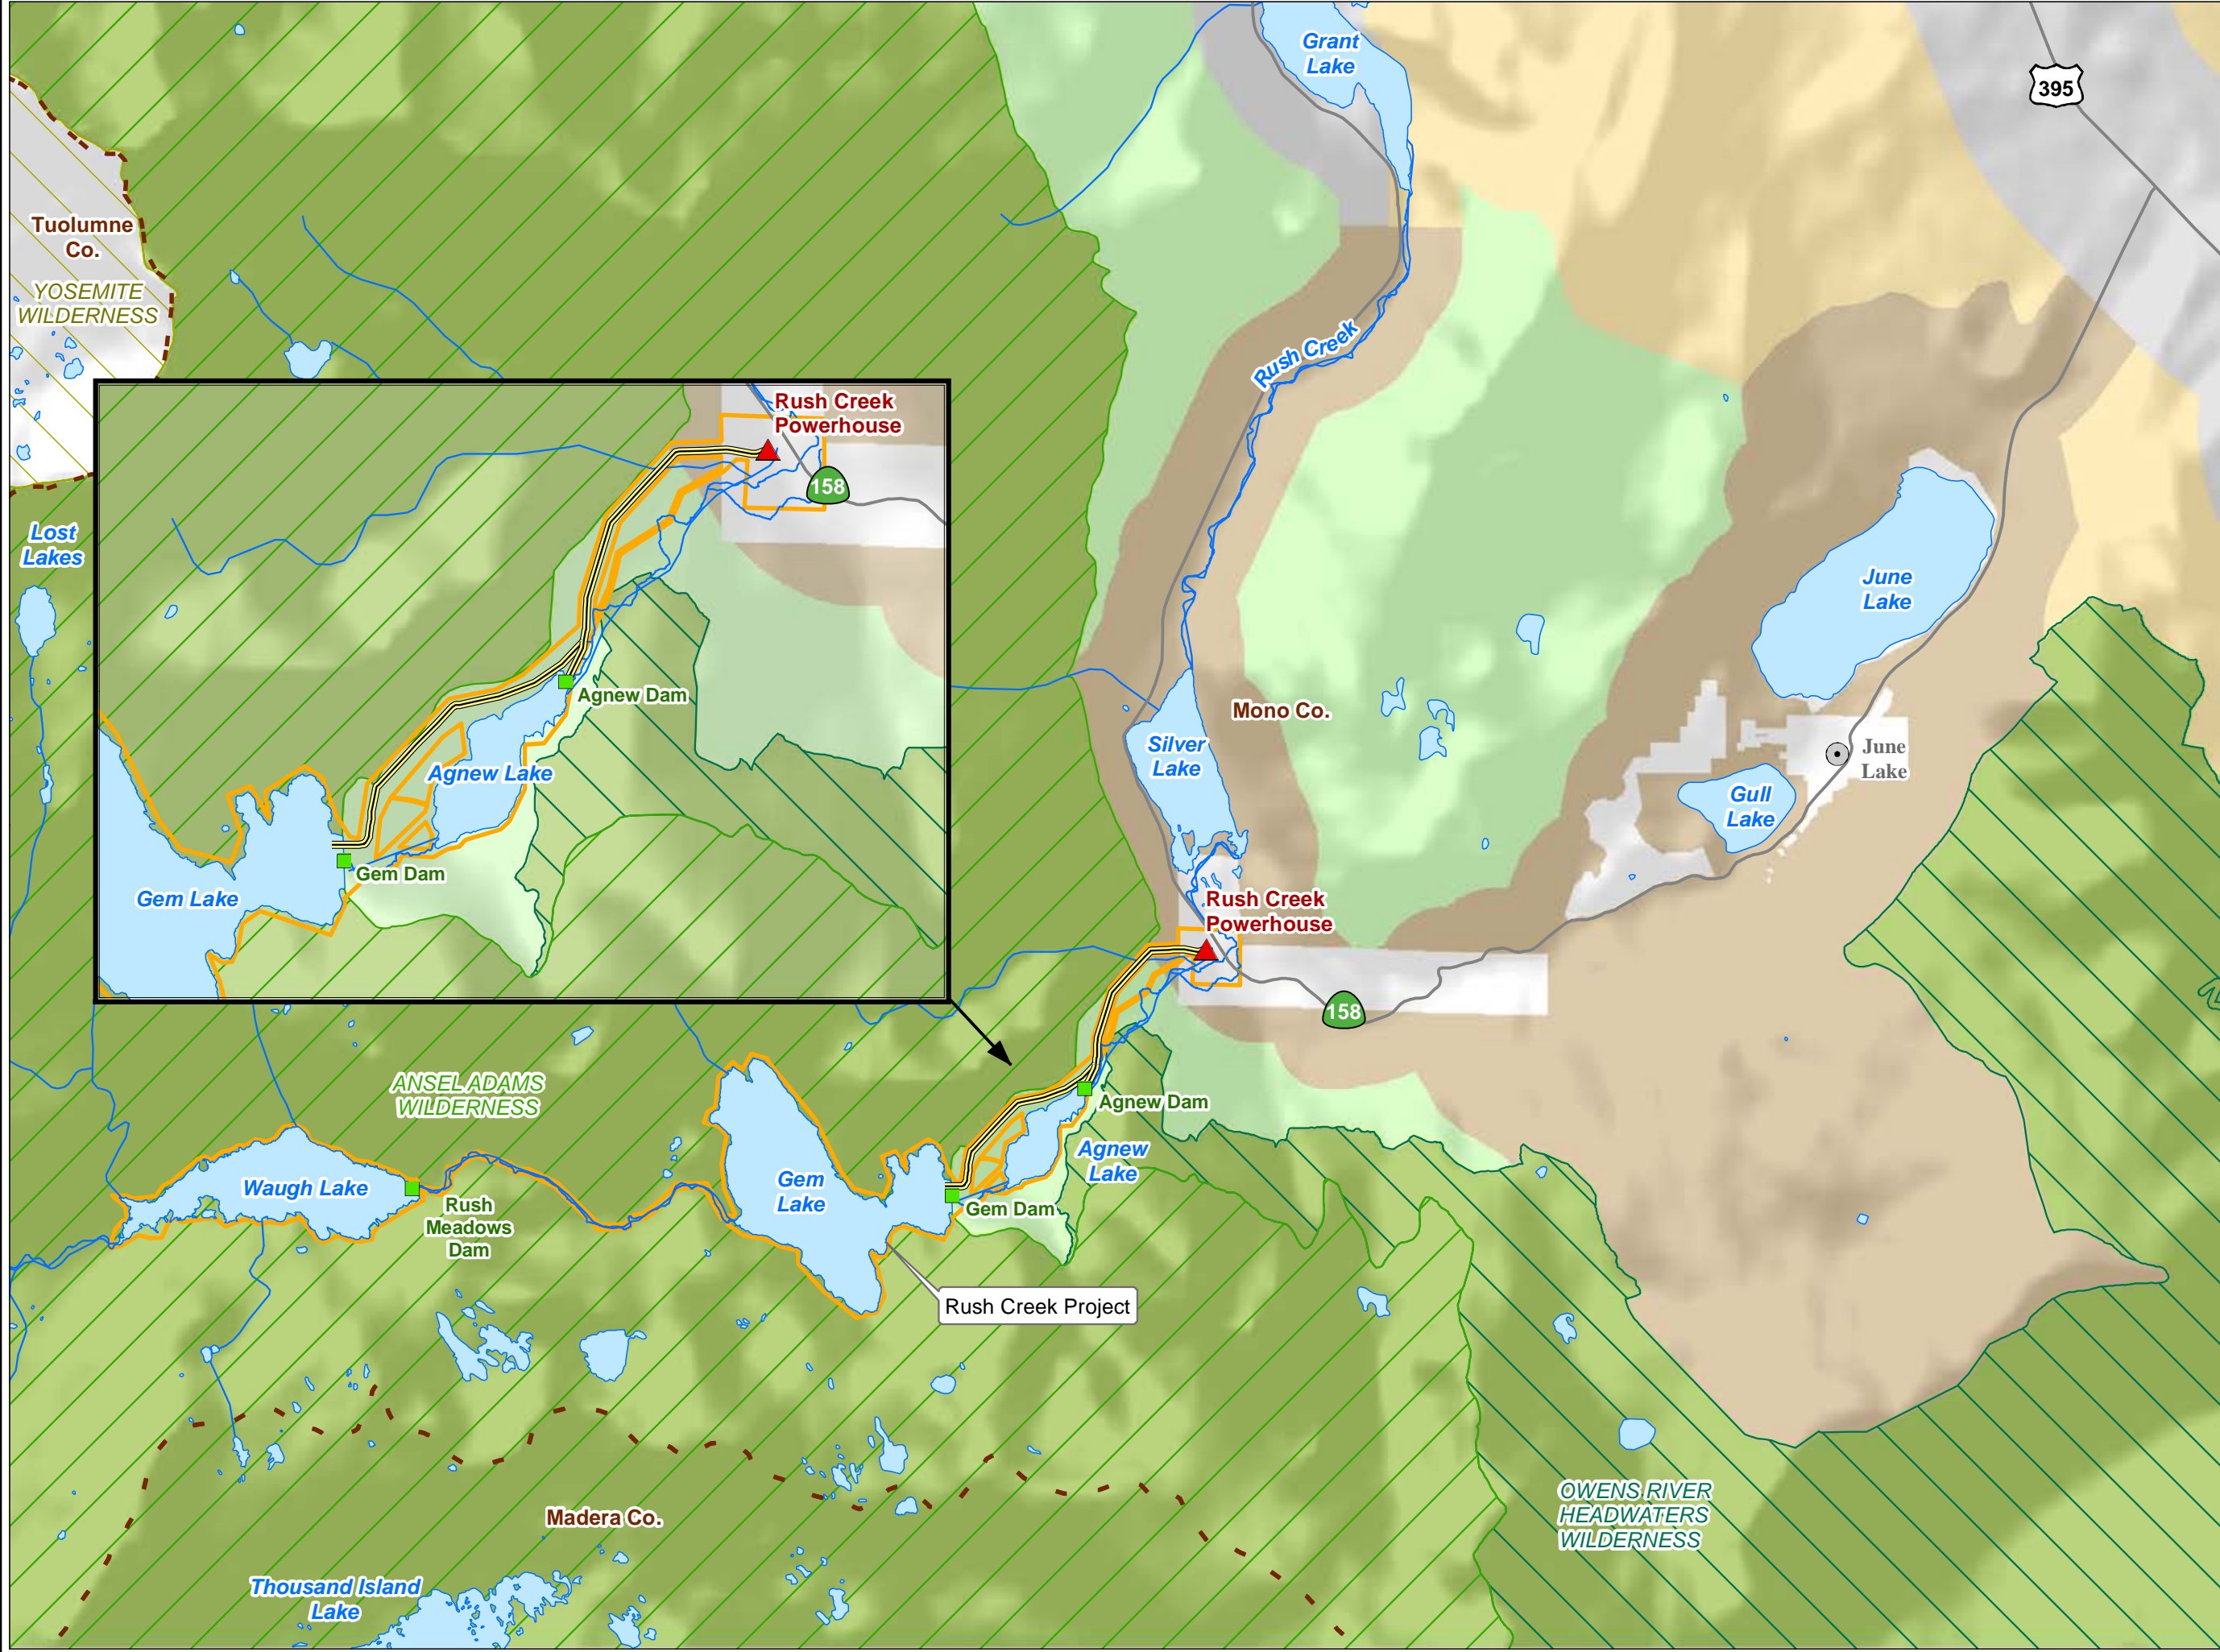 Grant
Lake
395
Tuolumne
Co.
YOSEMITE
WILDERNESS
Rush Creek
Rush Creek
Powerhouse
158
Lost
Lakes
June
Lake
Agnew Dam
Mono Co.
Silver
Lake
June
Lake
Agnew Lake
Gull
Lake
Gem Dam
Gem Lake
Rush Creek
Powerhouse
158
ANSEL ADAMS
WILDERNESS
Agnew Dam
Agnew
Lake
Waugh Lake
Gem
Lake
Rush
Meadows
Dam
Gem Dam
Rush Creek Project
OWENS RIVER
HEADWATERS
WILDERNESS
Madera Co.
Thousand Island
Lake